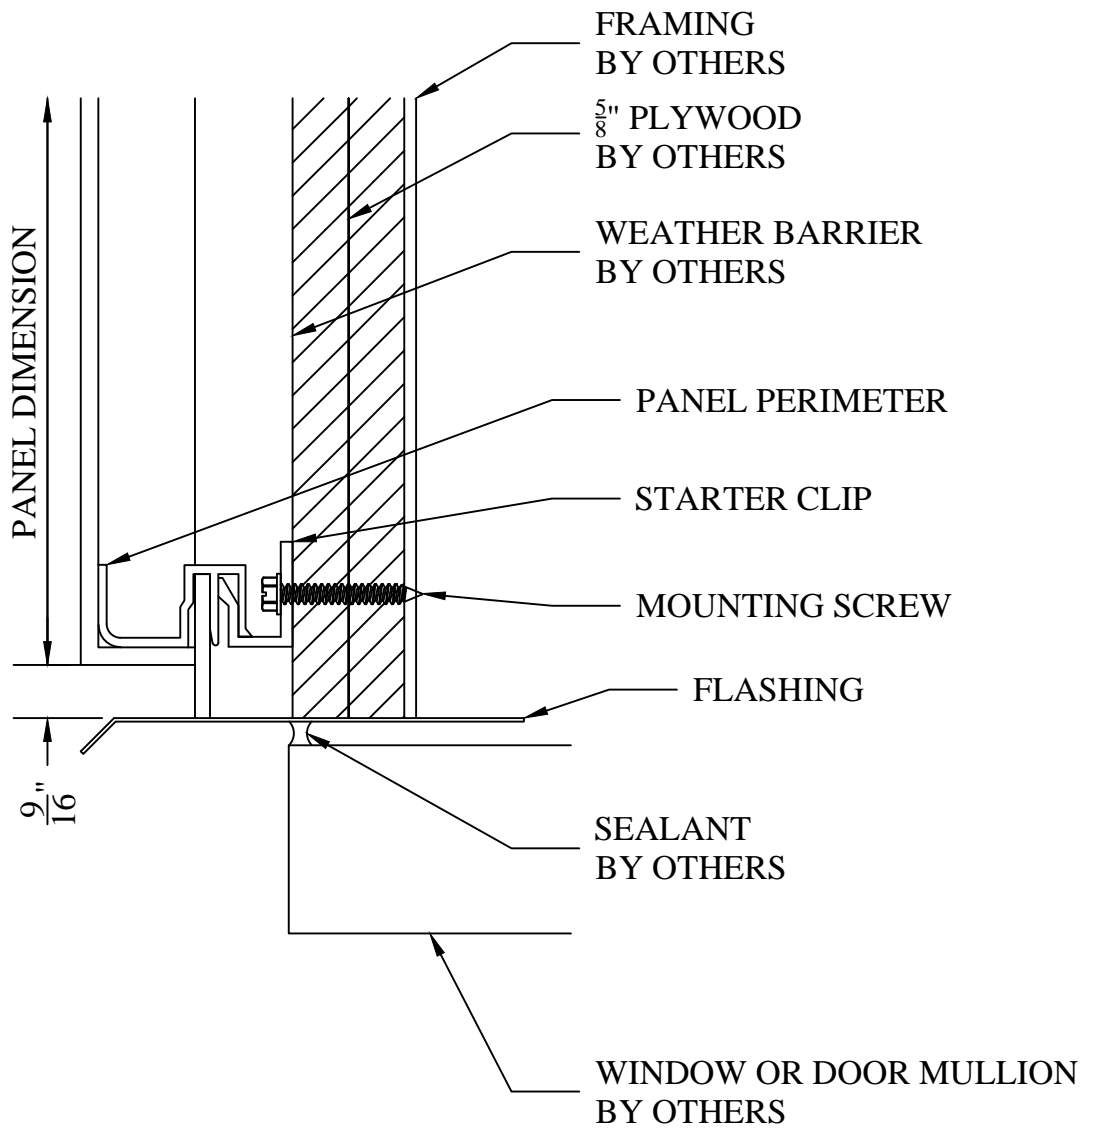 FRAMING
BY OTHERS
5/8" PLYWOOD
BY OTHERS
WEATHER BARRIER
BY OTHERS
PANEL DIMENSION
PANEL PERIMETER
STARTER CLIP
MOUNTING SCREW
FLASHING
9/16"
SEALANT
BY OTHERS
WINDOW OR DOOR MULLION
BY OTHERS